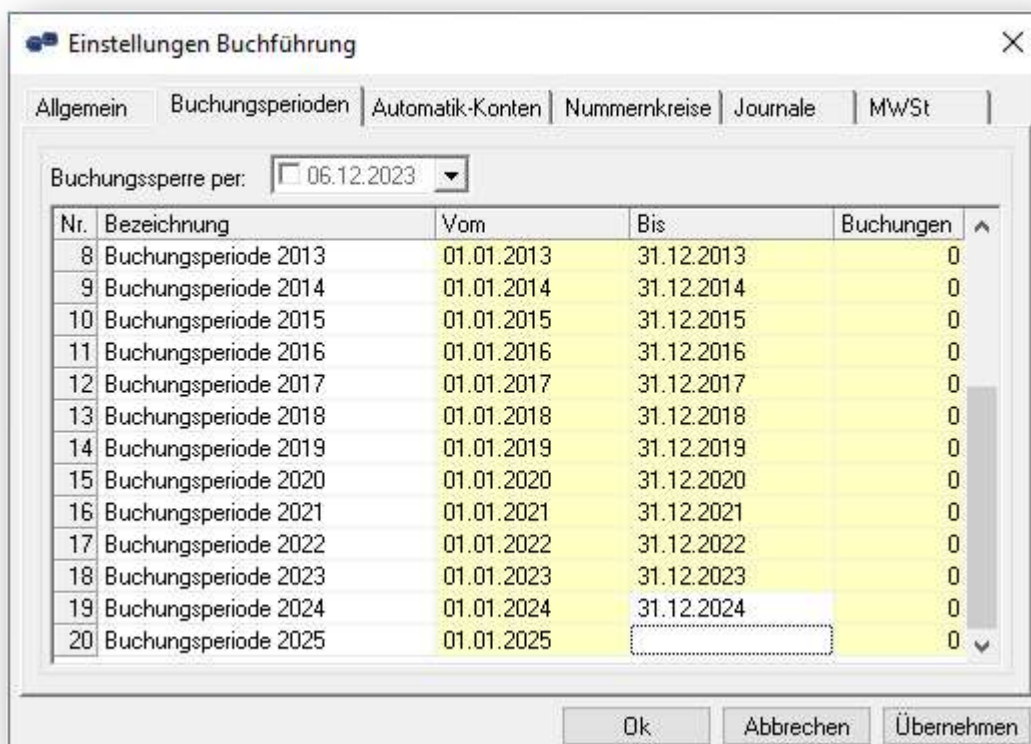 Einstellungen Buchführung
Allgemein Buchungsperioden Automatik-Konten Nummernkreise Journale MWSt
Buchungssperre per: 06.12.2023
Nr. Bezeichnung Vom Bis Buchungen
8 Buchungsperiode 2013 01.01.2013 31.12.2013 0
9 Buchungsperiode 2014 01.01.2014 31.12.2014 0
10 Buchungsperiode 2015 01.01.2015 31.12.2015 0
11 Buchungsperiode 2016 01.01.2016 31.12.2016 0
12 Buchungsperiode 2017 01.01.2017 31.12.2017 0
13 Buchungsperiode 2018 01.01.2018 31.12.2018 0
14 Buchungsperiode 2019 01.01.2019 31.12.2019 0
15 Buchungsperiode 2020 01.01.2020 31.12.2020 0
16 Buchungsperiode 2021 01.01.2021 31.12.2021 0
17 Buchungsperiode 2022 01.01.2022 31.12.2022 0
18 Buchungsperiode 2023 01.01.2023 31.12.2023 0
19 Buchungsperiode 2024 01.01.2024 31.12.2024 0
20 Buchungsperiode 2025 01.01.2025 0
Ok Abbrechen Übernehmen